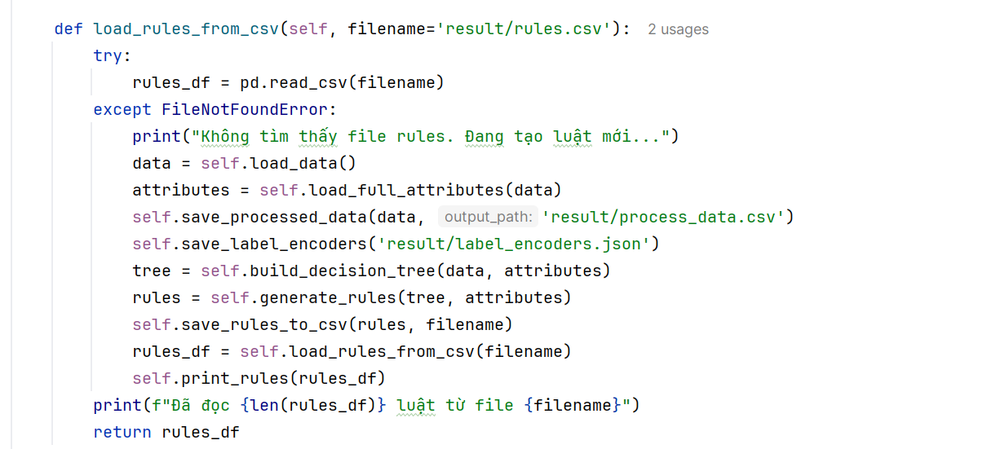 def load_rules_from_csv(self, filename='result/rules.csv'): 2 usages
    try:
        rules_df = pd.read_csv(filename)
    except FileNotFoundError:
        print("Không tìm thấy file rules. Đang tạo luật mới...")
        data = self.load_data()
        attributes = self.load_full_attributes(data)
        self.save_processed_data(data, output_path: 'result/process_data.csv')
        self.save_label_encoders('result/label_encoders.json')
        tree = self.build_decision_tree(data, attributes)
        rules = self.generate_rules(tree, attributes)
        self.save_rules_to_csv(rules, filename)
        rules_df = self.load_rules_from_csv(filename)
        self.print_rules(rules_df)
    print(f"Đã đọc {len(rules_df)} luật từ file {filename}")
    return rules_df